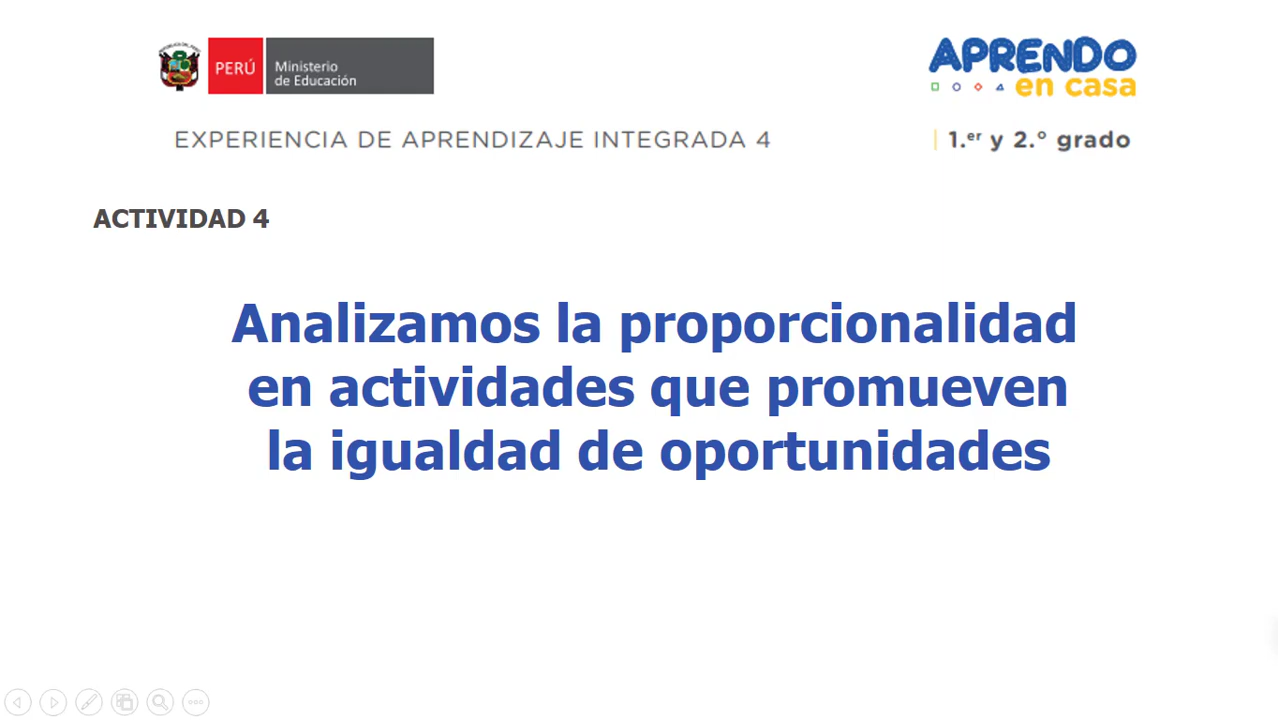 PERÚ
Ministerio
de Educación
APRENDO
en casa
EXPERIENCIA DE APRENDIZAJE INTEGRADA 4
1.er y 2.° grado
ACTIVIDAD 4
Analizamos la proporcionalidad
en actividades que promueven
la igualdad de oportunidades